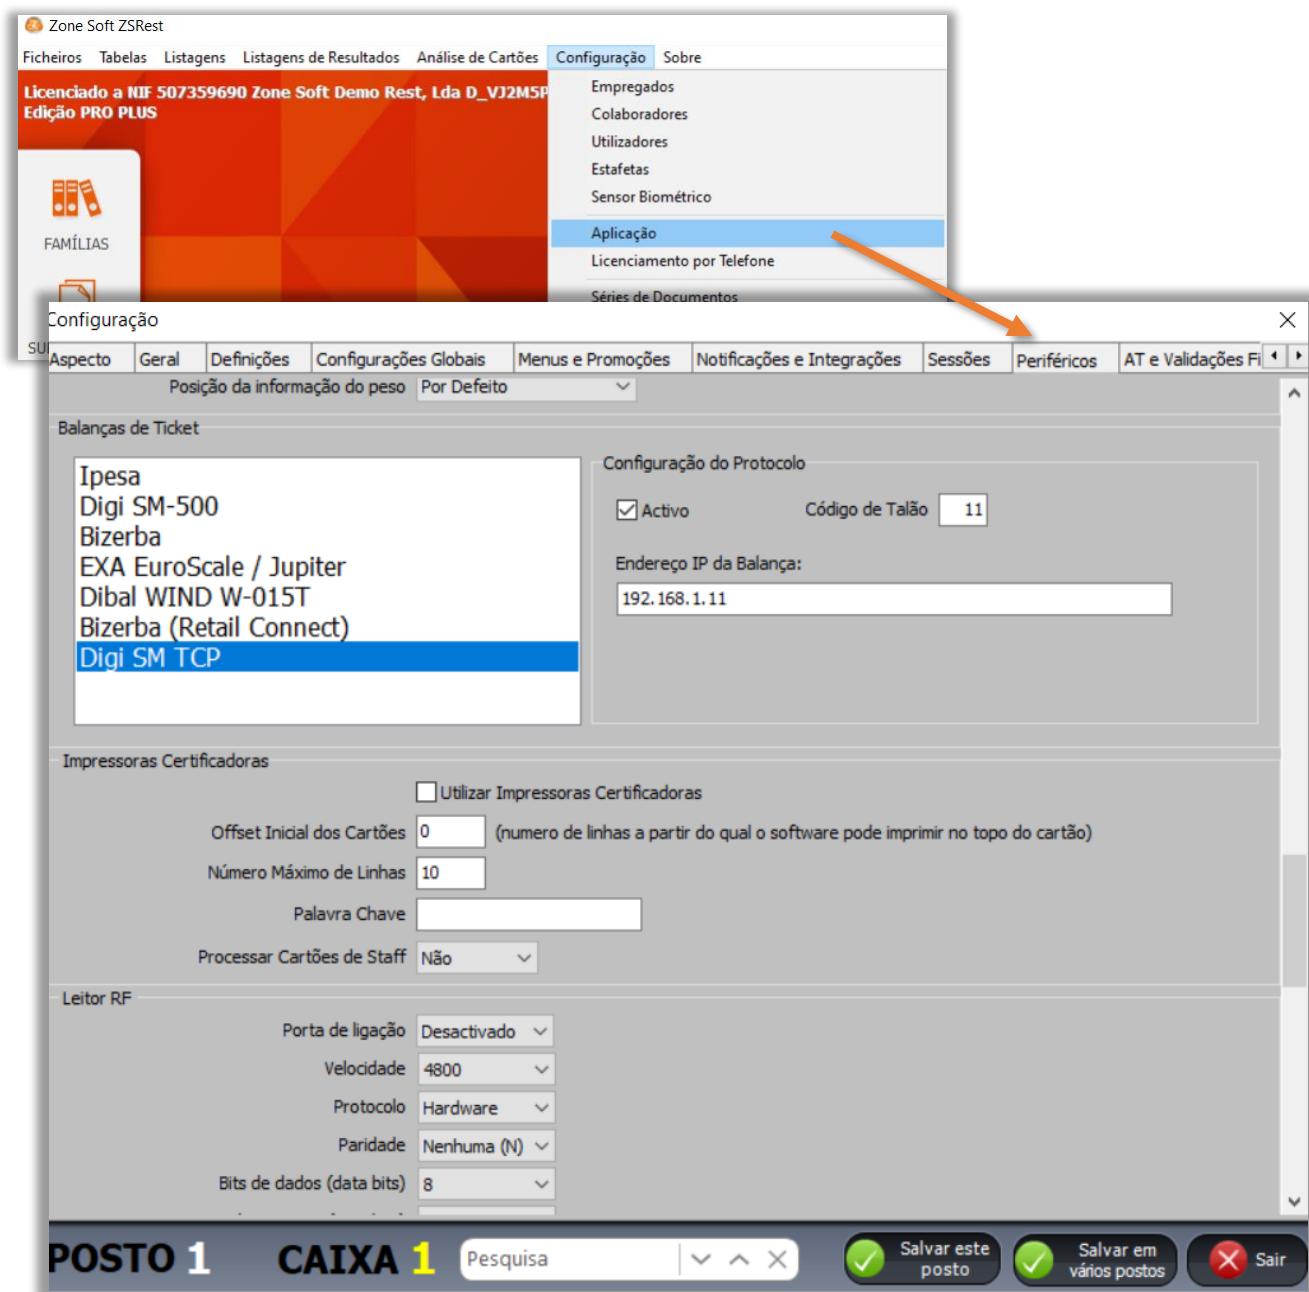 Zone Soft ZSRest
Ficheiros Tabelas Listagens Listagens de Resultados Análise de Cartões Configuração Sobre
Licenciado a NIF 507359690 Zone Soft Demo Rest, Lda D_VJ2M5P
Edição PRO PLUS
Empregados
Colaboradores
Utilizadores
Estafetas
Sensor Biométrico
Aplicação
Licenciamento por Telefone
Séries de Documentos
FAMÍLIAS
SU
Configuração
Aspecto Geral Definições Configurações Globais Menus e Promoções Notificações e Integrações Sessões Periféricos AT e Validações Fi
Posição da informação do peso Por Defeito
Balanças de Ticket
Ipesa
Digi SM-500
Bizerba
EXA EuroScale / Jupiter
Dibal WIND W-015T
Bizerba (Retail Connect)
Digi SM TCP
Configuração do Protocolo
Activo Código de Talão 11
Endereço IP da Balança:
192.168.1.11
Impressoras Certificadoras
Utilizar Impressoras Certificadoras
Offset Inicial dos Cartões 0 (numero de linhas a partir do qual o software pode imprimir no topo do cartão)
Número Máximo de Linhas 10
Palavra Chave
Processar Cartões de Staff Não
Leitor RF
Porta de ligação Desactivado
Velocidade 4800
Protocolo Hardware
Paridade Nenhuma (N)
Bits de dados (data bits) 8
POSTO 1 CAIXA 1 Pesquisa
Salvar este
posto
Salvar em
vários postos
Sair